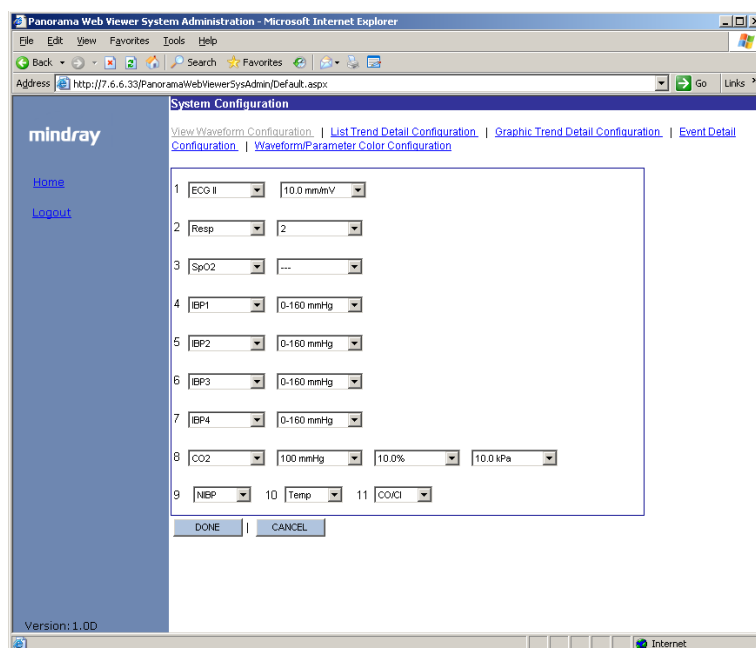 Panorama Web Viewer System Administration - Microsoft Internet Explorer
File Edit View Favorites Tools Help
Back Search Favorites
Address http://7.6.6.33/PanoramaWebViewerSysAdmin/Default.aspx Go Links
System Configuration
mindray
View Waveform Configuration | List Trend Detail Configuration | Graphic Trend Detail Configuration | Event Detail
Configuration | Waveform/Parameter Color Configuration
Home
Logout
1 ECG II 10.0 mm/mV
2 Resp 2
3 SpO2 ---
4 IBP1 0-160 mmHg
5 IBP2 0-160 mmHg
6 IBP3 0-160 mmHg
7 IBP4 0-160 mmHg
8 CO2 100 mmHg 10.0% 10.0 kPa
9 NIBP 10 Temp 11 CO/CI
DONE | CANCEL
Version: 1.0D
Internet